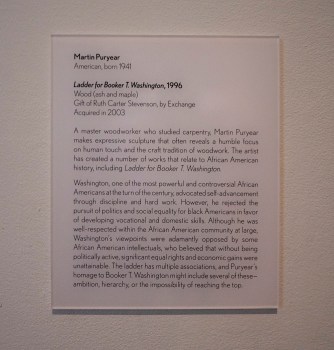 Martin Puryear
American, born 1941
Ladder for Booker T. Washington, 1996
Wood (ash and maple)
Gift of Ruth Carter Stevenson, by Exchange
Acquired in 2003
A master woodworker who studied carpentry, Martin Puryear
makes expressive sculpture that often reveals a humble focus
on human touch and the craft tradition of woodwork. The artist
has created a number of works that relate to African American
history, including Ladder for Booker T. Washington.
Washington, one of the most powerful and controversial African
Americans at the turn of the century, advocated self-advancement
through discipline and hard work. However, he rejected the
pursuit of politics and social equality for black Americans in favor
of developing vocational and domestic skills. Although he was
well-respected within the African American community at large,
Washington's viewpoints were adamantly opposed by some
African American intellectuals, who believed that without being
politically active, significant equal rights and economic gains were
unattainable. The ladder has multiple associations, and Puryear's
homage to Booker T. Washington might include several of these—
ambition, hierarchy, or the impossibility of reaching the top.